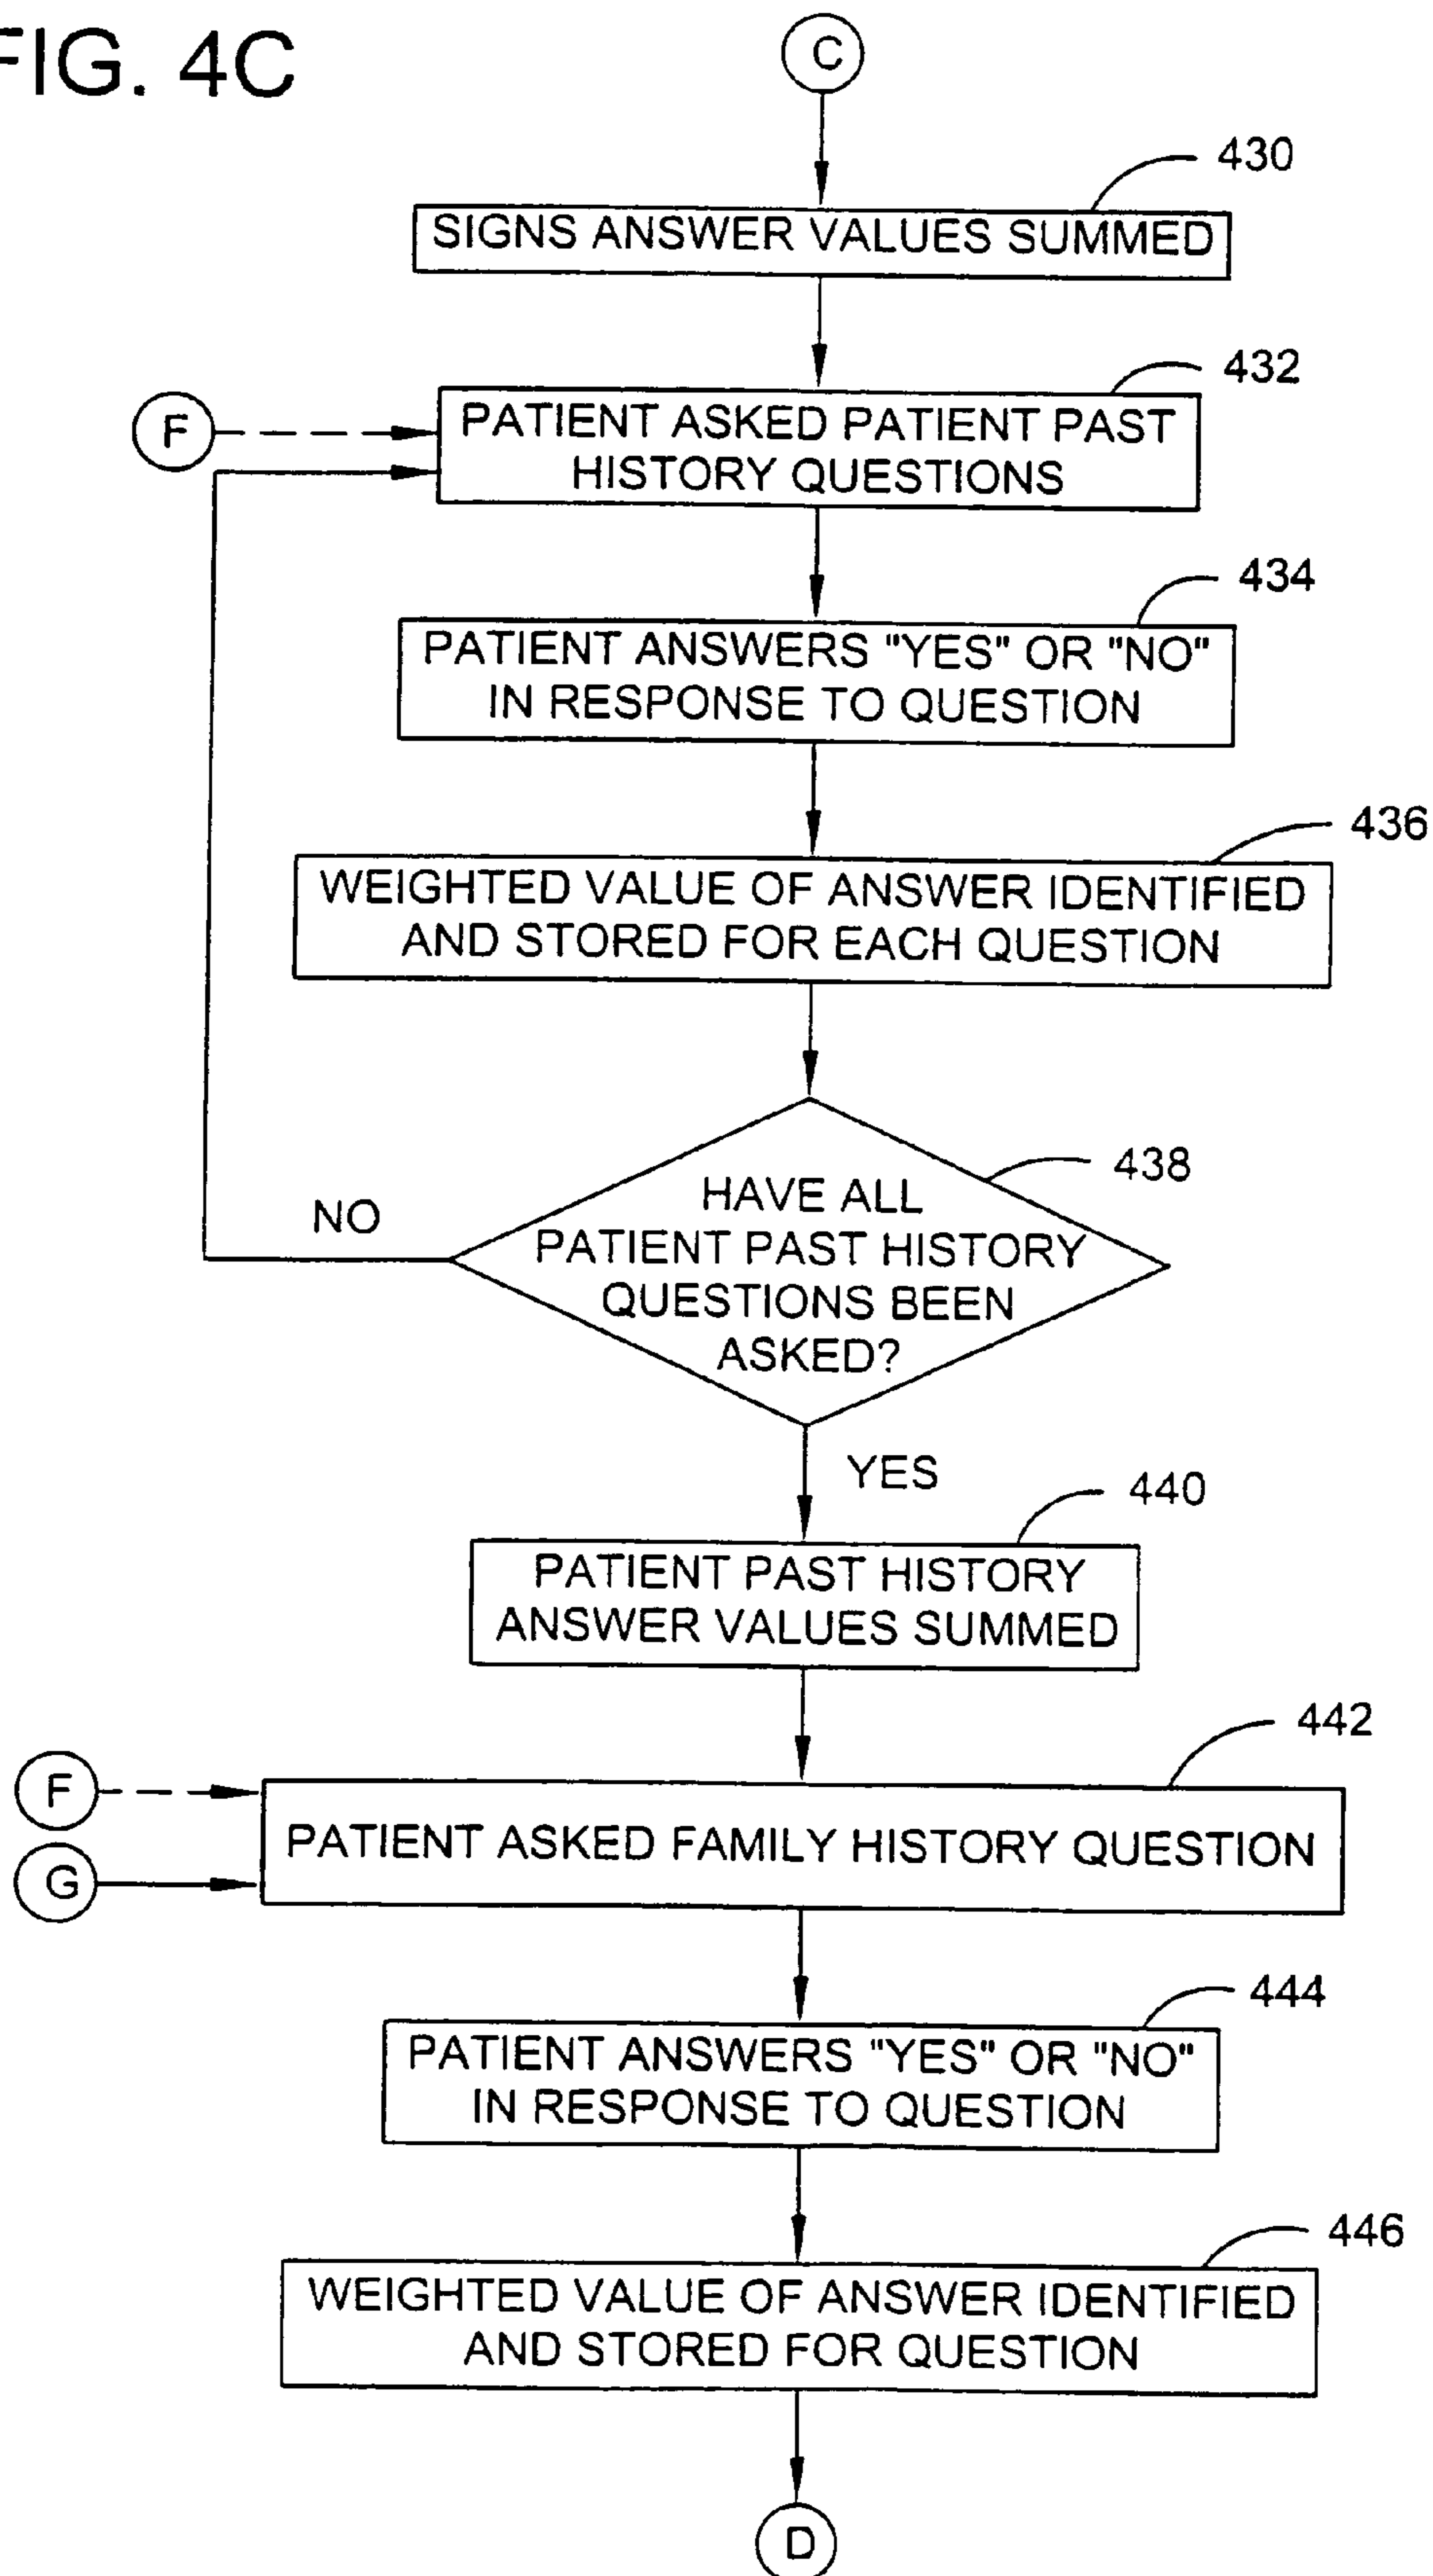 FIG. 4C
C
430
SIGNS ANSWER VALUES SUMMED
432
F
PATIENT ASKED PATIENT PAST
HISTORY QUESTIONS
434
PATIENT ANSWERS "YES" OR "NO"
IN RESPONSE TO QUESTION
436
WEIGHTED VALUE OF ANSWER IDENTIFIED
AND STORED FOR EACH QUESTION
438
HAVE ALL
PATIENT PAST HISTORY
QUESTIONS BEEN
ASKED?
NO
YES
440
PATIENT PAST HISTORY
ANSWER VALUES SUMMED
442
F
G
PATIENT ASKED FAMILY HISTORY QUESTION
444
PATIENT ANSWERS "YES" OR "NO"
IN RESPONSE TO QUESTION
446
WEIGHTED VALUE OF ANSWER IDENTIFIED
AND STORED FOR QUESTION
D